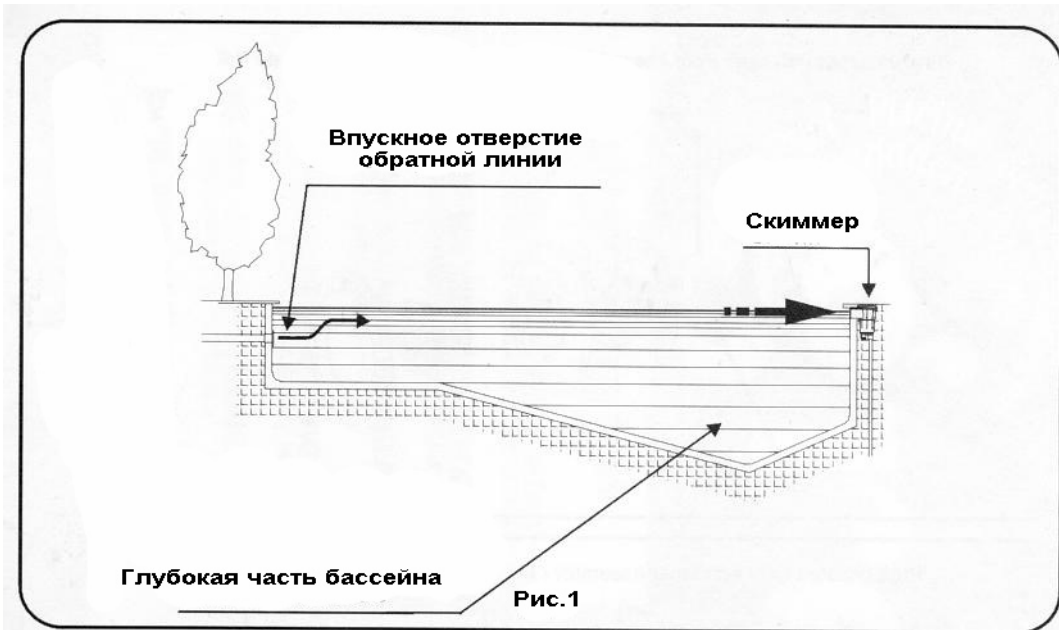 Впускное отверстие
обратной линии
Скиммер
Глубокая часть бассейна
Рис.1